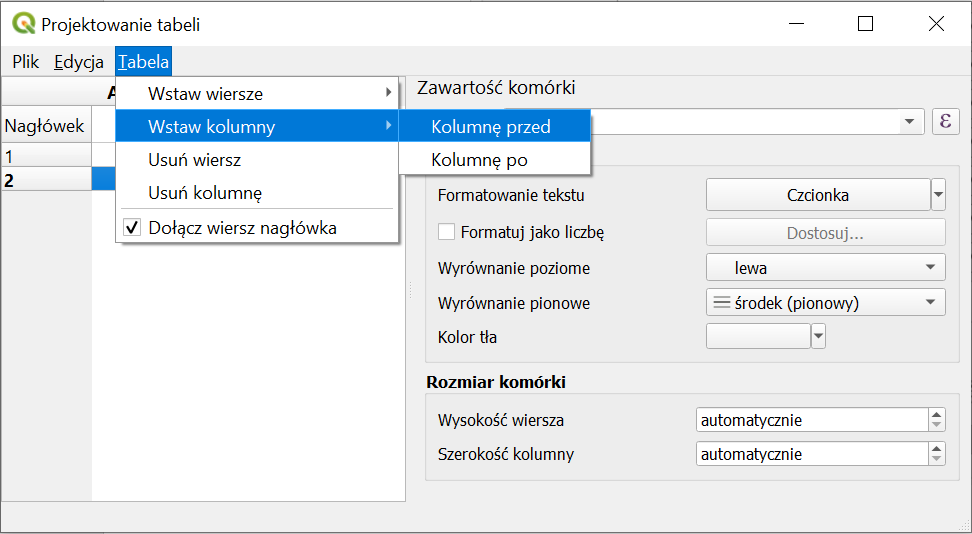 Projektowanie tabeli
Plik Edycja Tabela
Wstaw wiersze
Wstaw kolumny
Usuń wiersz
Usuń kolumnę
Dołącz wiersz nagłówka
Kolumnę przed
Kolumnę po
Nagłówek
1
2
Zawartość komórki
ε
Formatowanie tekstu Czcionka
Formatuj jako liczbę Dostosuj...
Wyrównanie poziome lewa
Wyrównanie pionowe środek (pionowy)
Kolor tła
Rozmiar komórki
Wysokość wiersza automatycznie
Szerokość kolumny automatycznie